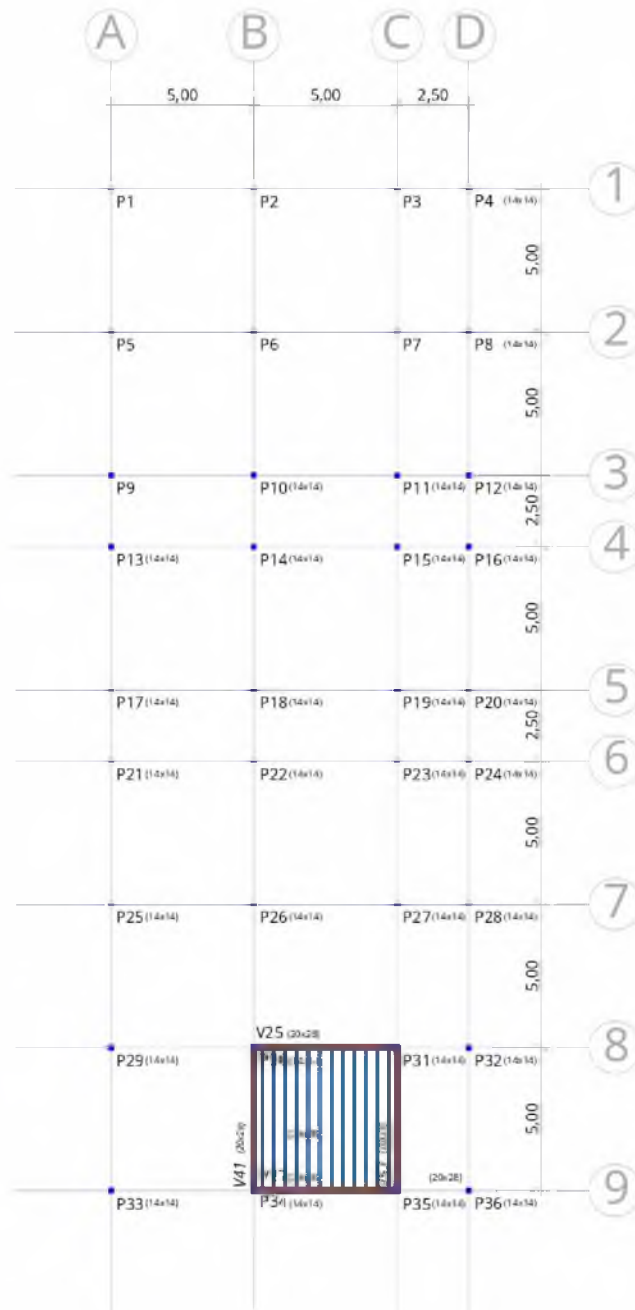 A B C D
5,00 5,00 2,50
1
P1 P2 P3 P4 (14x14)
5,00
2
P5 P6 P7 P8 (14x14)
5,00
3
P9 P10 (14x14) P11 (14x14) P12 (14x14)
2,50
4
P13 (14x14) P14 (14x14) P15 (14x14) P16 (14x14)
5,00
5
P17 (14x14) P18 (14x14) P19 (14x14) P20 (14x14)
2,50
6
P21 (14x14) P22 (14x14) P23 (14x14) P24 (14x14)
5,00
7
P25 (14x14) P26 (14x14) P27 (14x14) P28 (14x14)
5,00
V25 (20x28)
8
P29 (14x14) P31 (14x14) P32 (14x14)
5,00
V41 (20x28)
(20x28)
9
P33 (14x14) P34 (14x14) P35 (14x14) P36 (14x14)